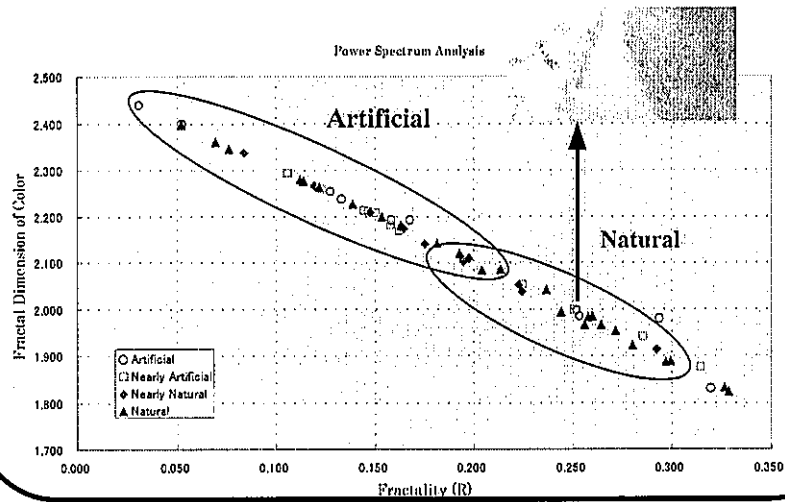 Power Spectrum Analysis
2,500
2.400
2.300
2.200
2.100
2.000
1.900
1.800
1,700
Fractal Dimension of Color
Artificial
Natural
Artificial
Nearly Artificial
Nearly Natural
Natural
0.000 0.050 0.100 0.150 0.200 0.250 0.300 0.350
Fractality (R)